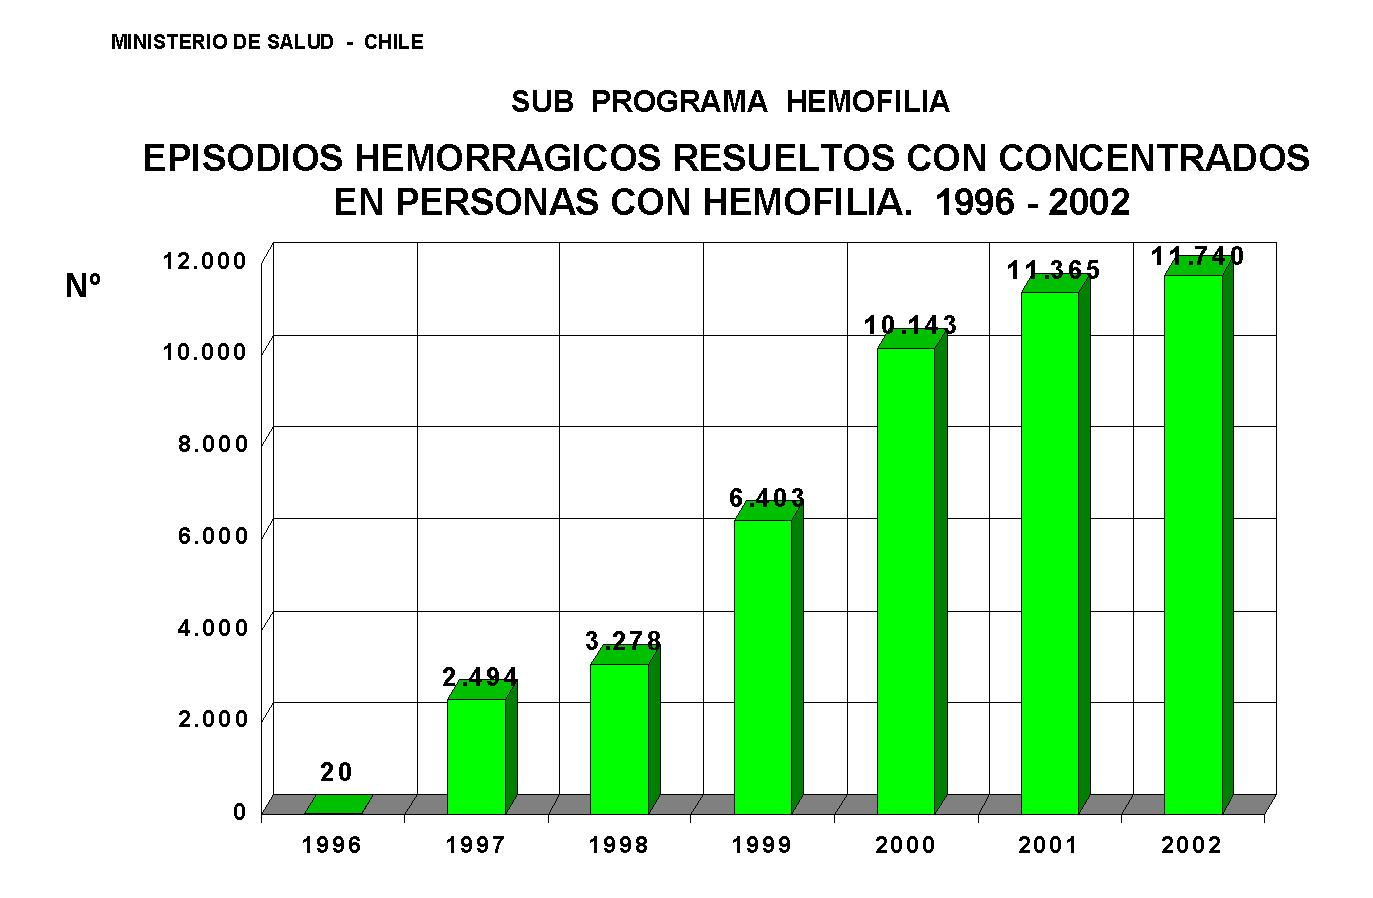 MINISTERIO DE SALUD - CHILE
SUB PROGRAMA HEMOFILIA
EPISODIOS HEMORRAGICOS RESUELTOS CON CONCENTRADOS
EN PERSONAS CON HEMOFILIA. 1996 - 2002
Nº
12.000
10.000
8.000
6.000
4.000
2.000
0
20
2.494
3.278
6.403
10.143
11.365
11.740
1996 1997 1998 1999 2000 2001 2002